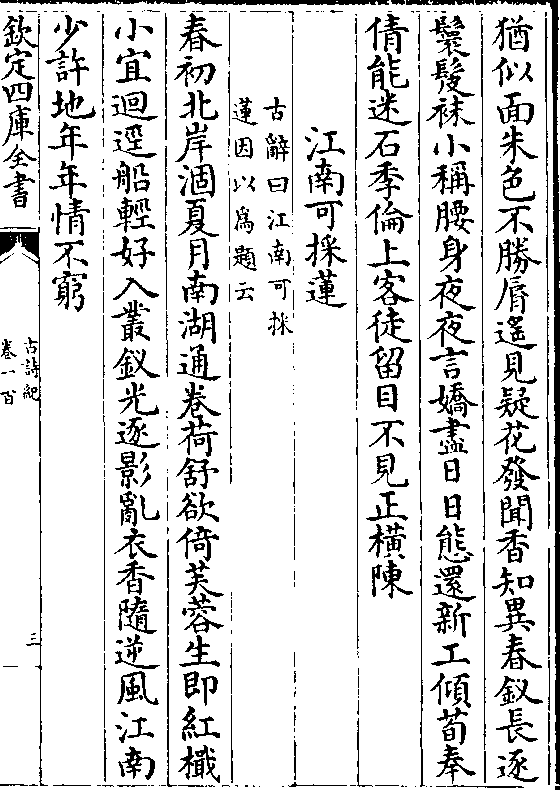 猶似面朱色不勝脣遙見疑花發聞香知異春釵長逐
鬟髮袜小稱腰身夜夜言嬌盡日日態還新工傾荀奉
倩能迷石季倫上客徒留目不見正橫陳
江南可採蓮
古辭曰江南可採
蓮因以爲題云
春初北岸涸夏月南湖通卷荷舒欲倚芙蓉生即紅檝
小宜迴逕船輕好入叢釵光逐影亂衣香隨逆風江南
少許地年年情不窮
欽定四庫全書
古詩紀
卷一百
三